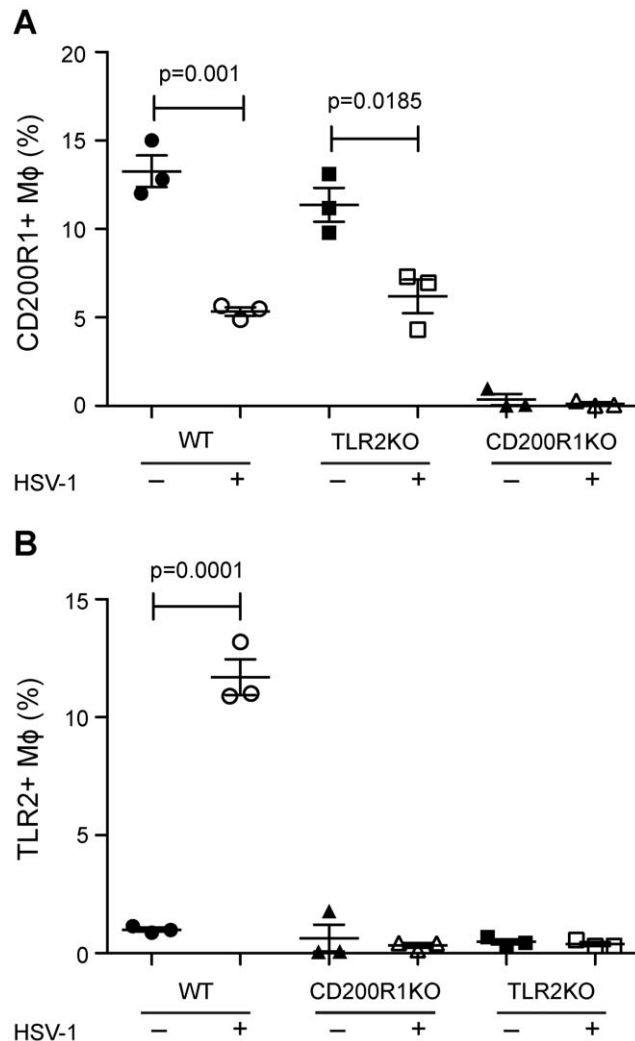 A
20
p=0.001
p=0.0185
15
10
5
0
CD200R1+ Mϕ (%)
WT TLR2KO CD200R1KO
HSV-1 – + – + – +
B
p=0.0001
15
10
5
0
TLR2+ Mϕ (%)
WT CD200R1KO TLR2KO
HSV-1 – + – + – +